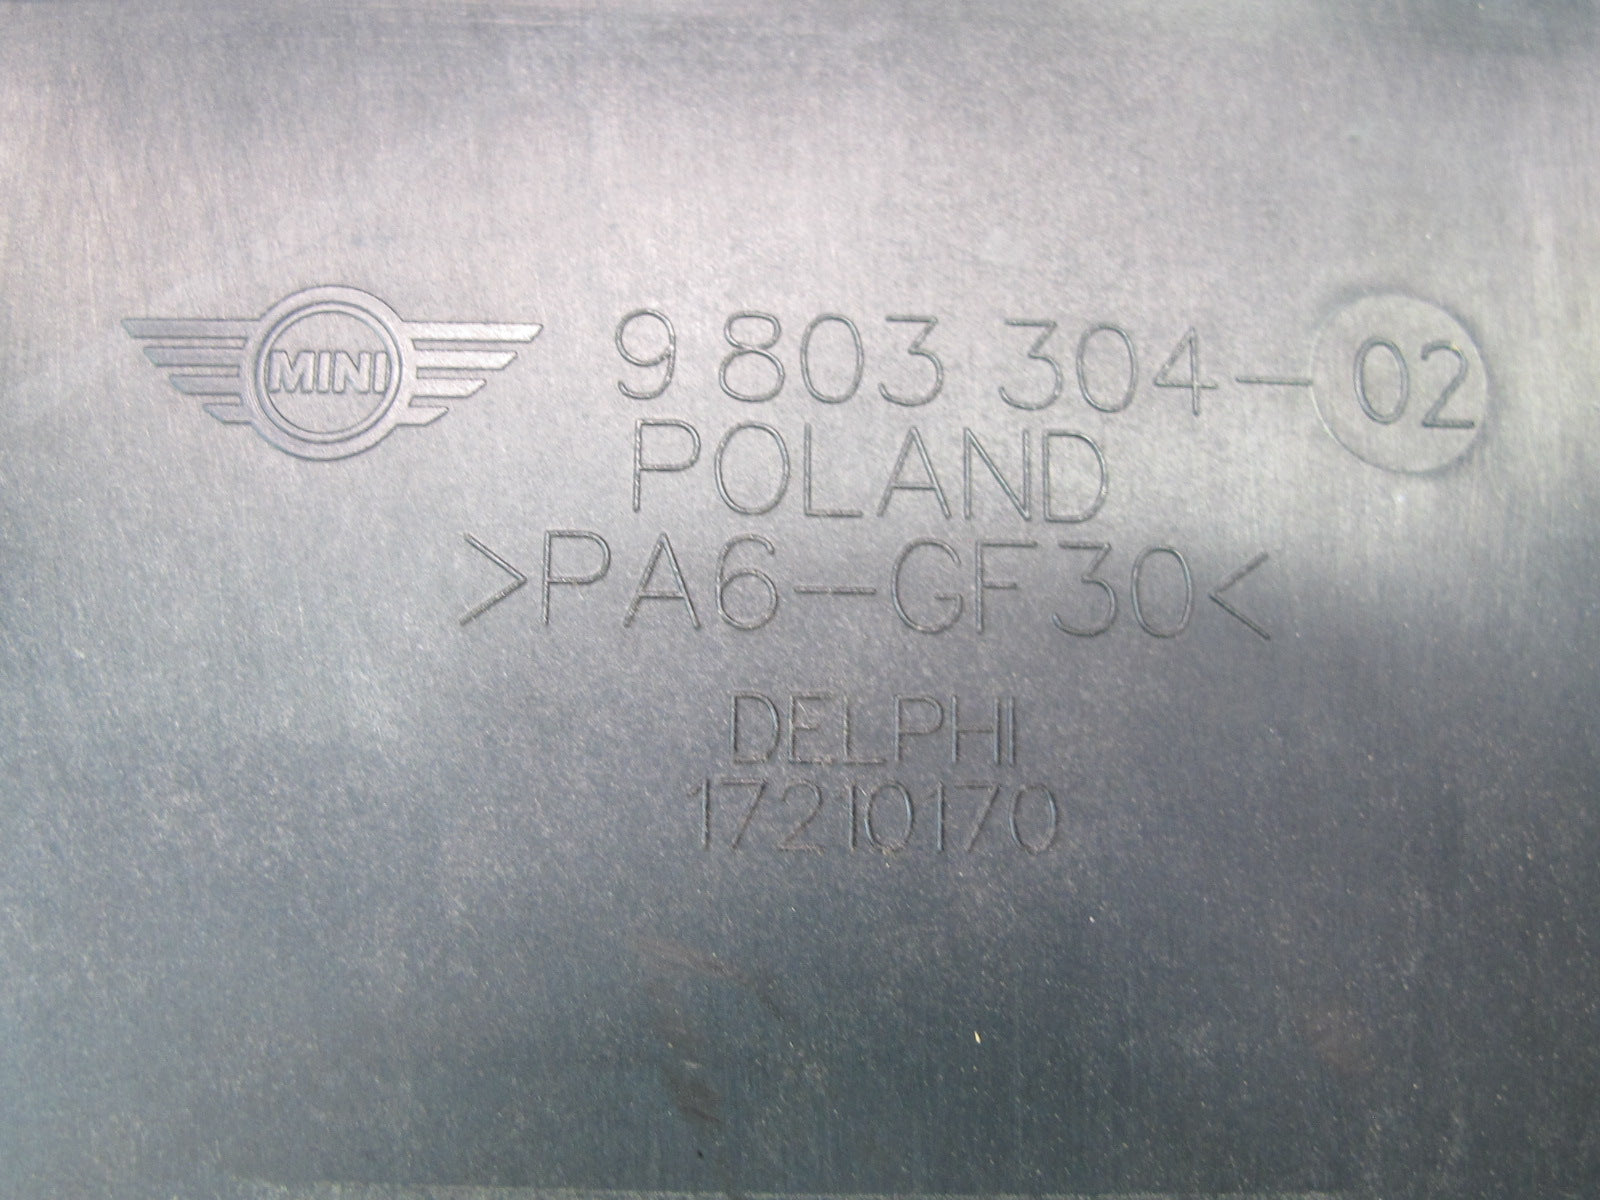 MINI 9 803 304-02
POLAND
>PA6-GF30<
DELPHI
17210170